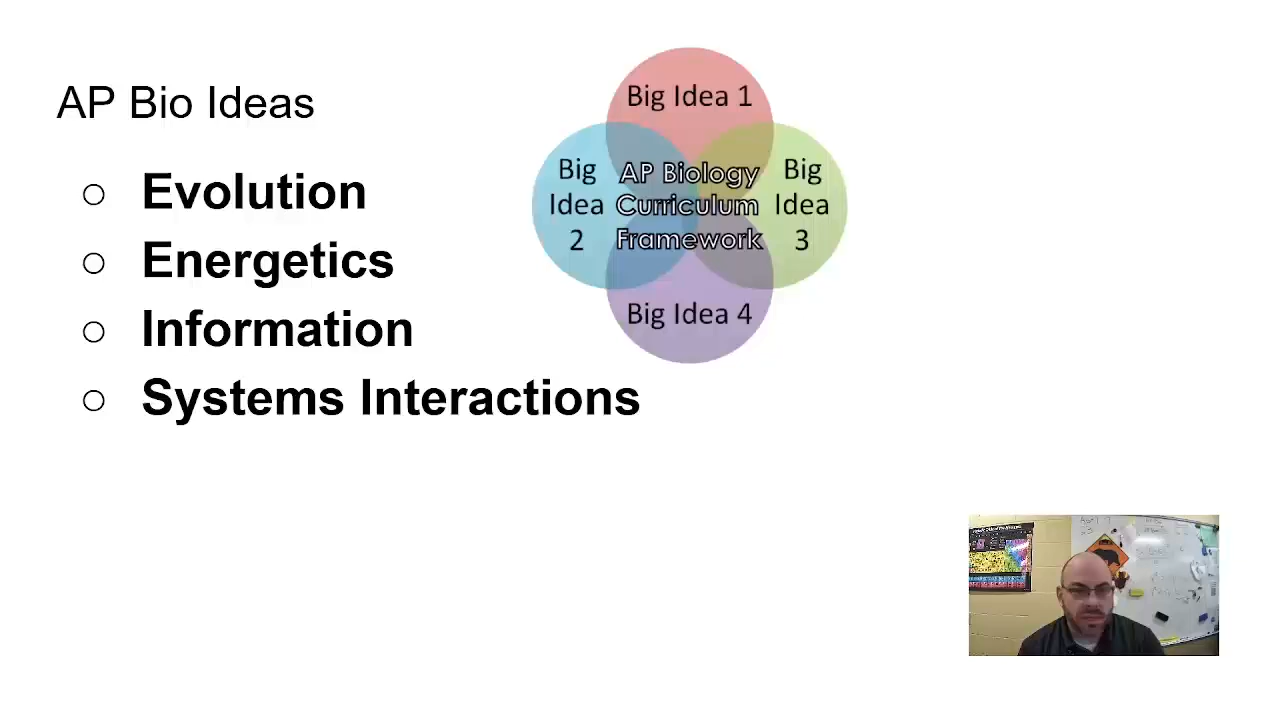 AP Bio Ideas
Evolution
Energetics
Information
Systems Interactions
Big Idea 1
Big
Idea
2
AP Biology
Curriculum
Framework
Big
Idea
3
Big Idea 4